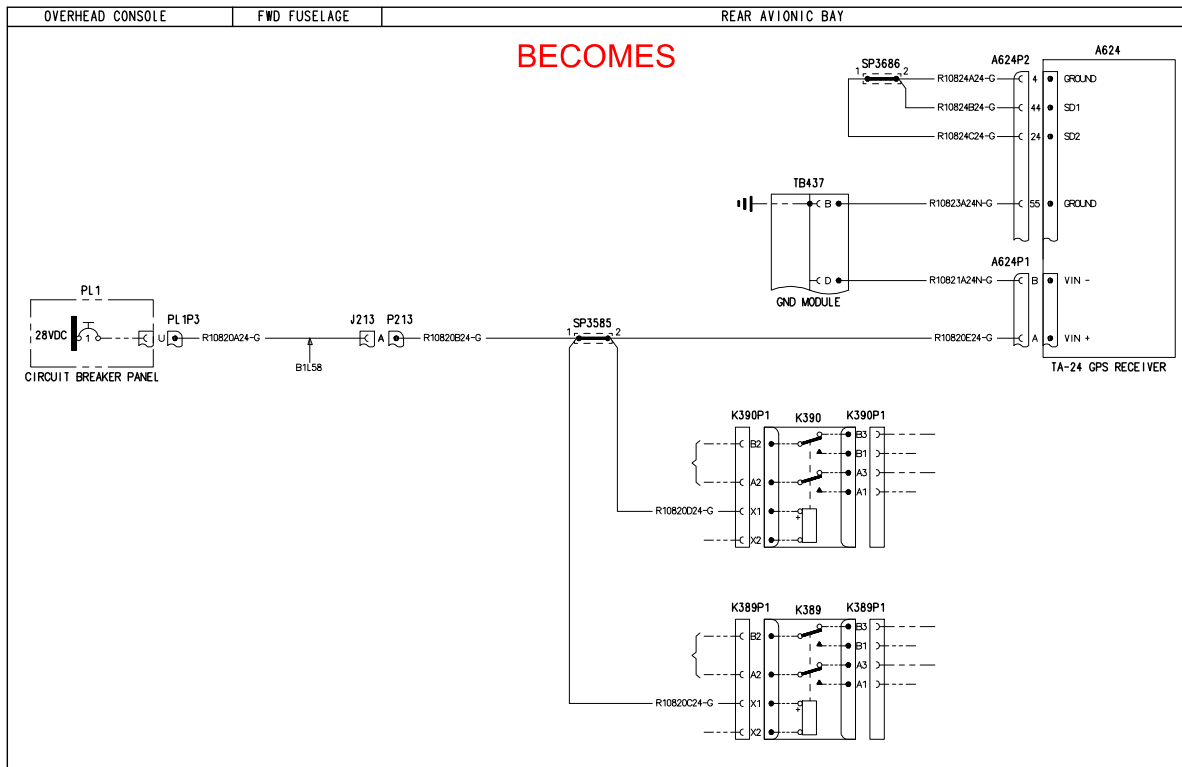 OVERHEAD CONSOLE FWD FUSELAGE REAR AVIONIC BAY
BECOMES
A624
A624P2
SP3686
1 2
R10824A24-G 4 GROUND
R10824B24-G 44 SD1
R10824C24-G 24 SD2
TB437
B R10823A24N-G 55 GROUND
A624P1
D R10821A24N-G B VIN -
GND MODULE
PL1
PL1P3 J213 P213 SP3585
28VDC 1 U R10820A24-G A R10820B24-G 1 2 R10820E24-G A VIN +
B1L58
CIRCUIT BREAKER PANEL
TA-24 GPS RECEIVER
K390P1 K390 K390P1
B2 B3
B1
A2 A3
A1
R10820D24-G X1 +
X2
K389P1 K389 K389P1
B2 B3
B1
A2 A3
A1
R10820C24-G X1 +
X2